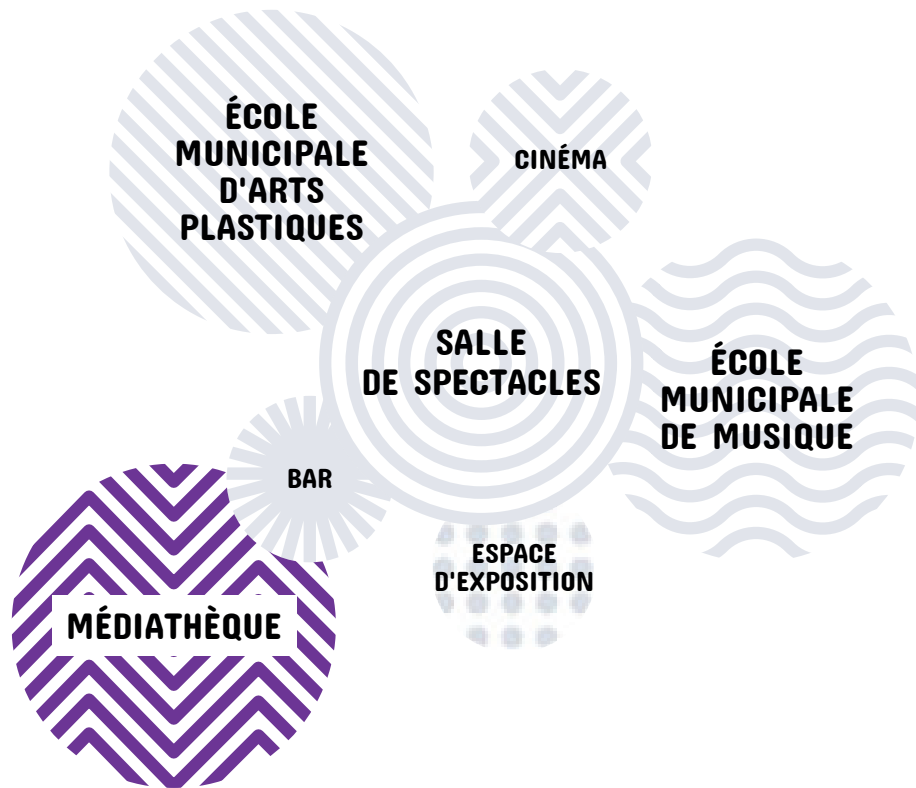 ÉCOLE
MUNICIPALE
D'ARTS
PLASTIQUES
CINÉMA
SALLE
DE SPECTACLES
ÉCOLE
MUNICIPALE
DE MUSIQUE
BAR
ESPACE
D'EXPOSITION
MÉDIATHÈQUE